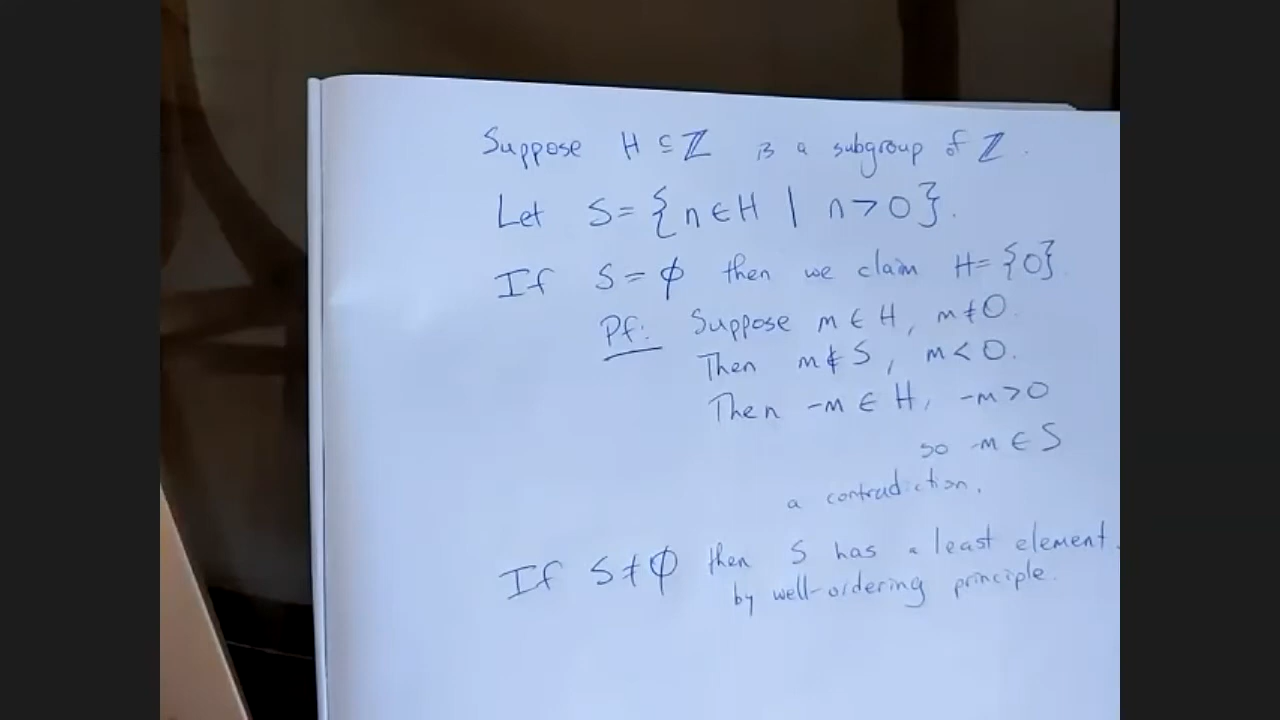 Suppose H ⊆ ℤ is a subgroup of ℤ.
Let S = {n ∈ H | n > 0}.
If S = ∅ then we claim H = {0}
Pf: Suppose m ∈ H, m ≠ 0.
Then m ∉ S, m < 0.
Then -m ∈ H, -m > 0
so -m ∈ S
a contradiction.
If S ≠ ∅ then S has a least element.
by well-ordering principle.